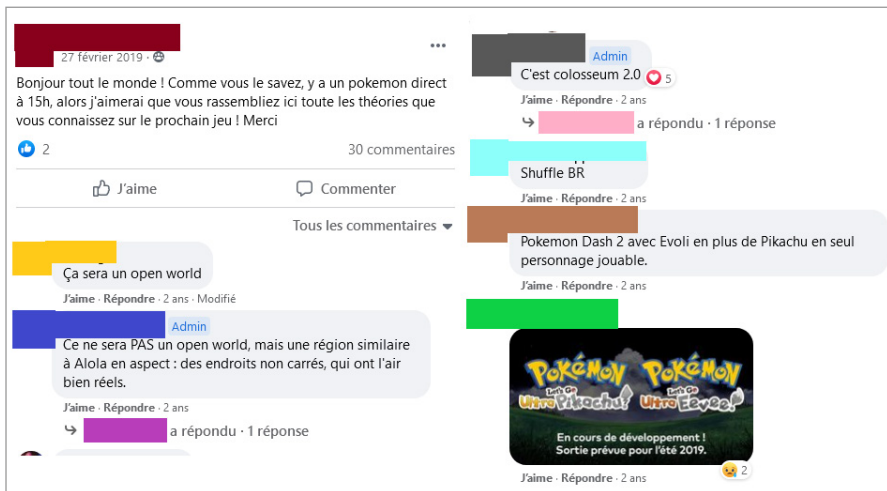 27 février 2019 ·
Bonjour tout le monde ! Comme vous le savez, y a un pokemon direct
à 15h, alors j'aimerai que vous rassembliez ici toute les théories que
vous connaissez sur le prochain jeu ! Merci
2
30 commentaires
J'aime
Commenter
Tous les commentaires
Ça sera un open world
J'aime · Répondre · 2 ans · Modifié
Admin
Ce ne sera PAS un open world, mais une région similaire
à Alola en aspect : des endroits non carrés, qui ont l'air
bien réels.
J'aime · Répondre · 2 ans
a répondu · 1 réponse
Admin
C'est colosseum 2.0
5
J'aime · Répondre · 2 ans
a répondu · 1 réponse
Shuffle BR
J'aime · Répondre · 2 ans
Pokemon Dash 2 avec Evoli en plus de Pikachu en seul
personnage jouable.
J'aime · Répondre · 2 ans
POKÉMON POKÉMON
Let's Go Let's Go
Ultra Pikachu! Ultra Eevee!
En cours de développement !
Sortie prévue pour l'été 2019.
2
J'aime · Répondre · 2 ans